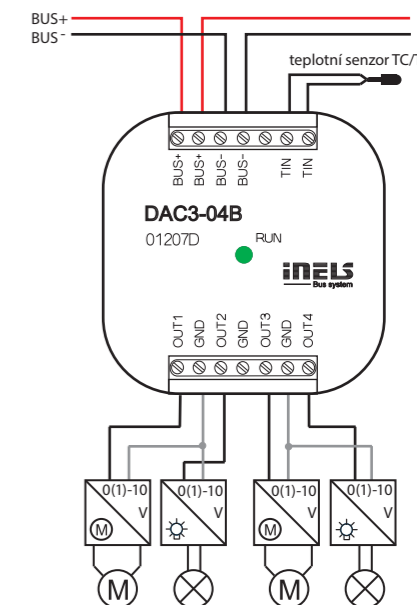 BUS+
BUS-
teplotní senzor TC/T
BUS+ BUS+ BUS- BUS- TIN TIN
DAC3-04B
01207D RUN
iNELS
Bus system
OUT1 GND OUT2 GND OUT3 GND OUT4
0(1)-10 0(1)-10 0(1)-10 0(1)-10
V V V V
M M
M M